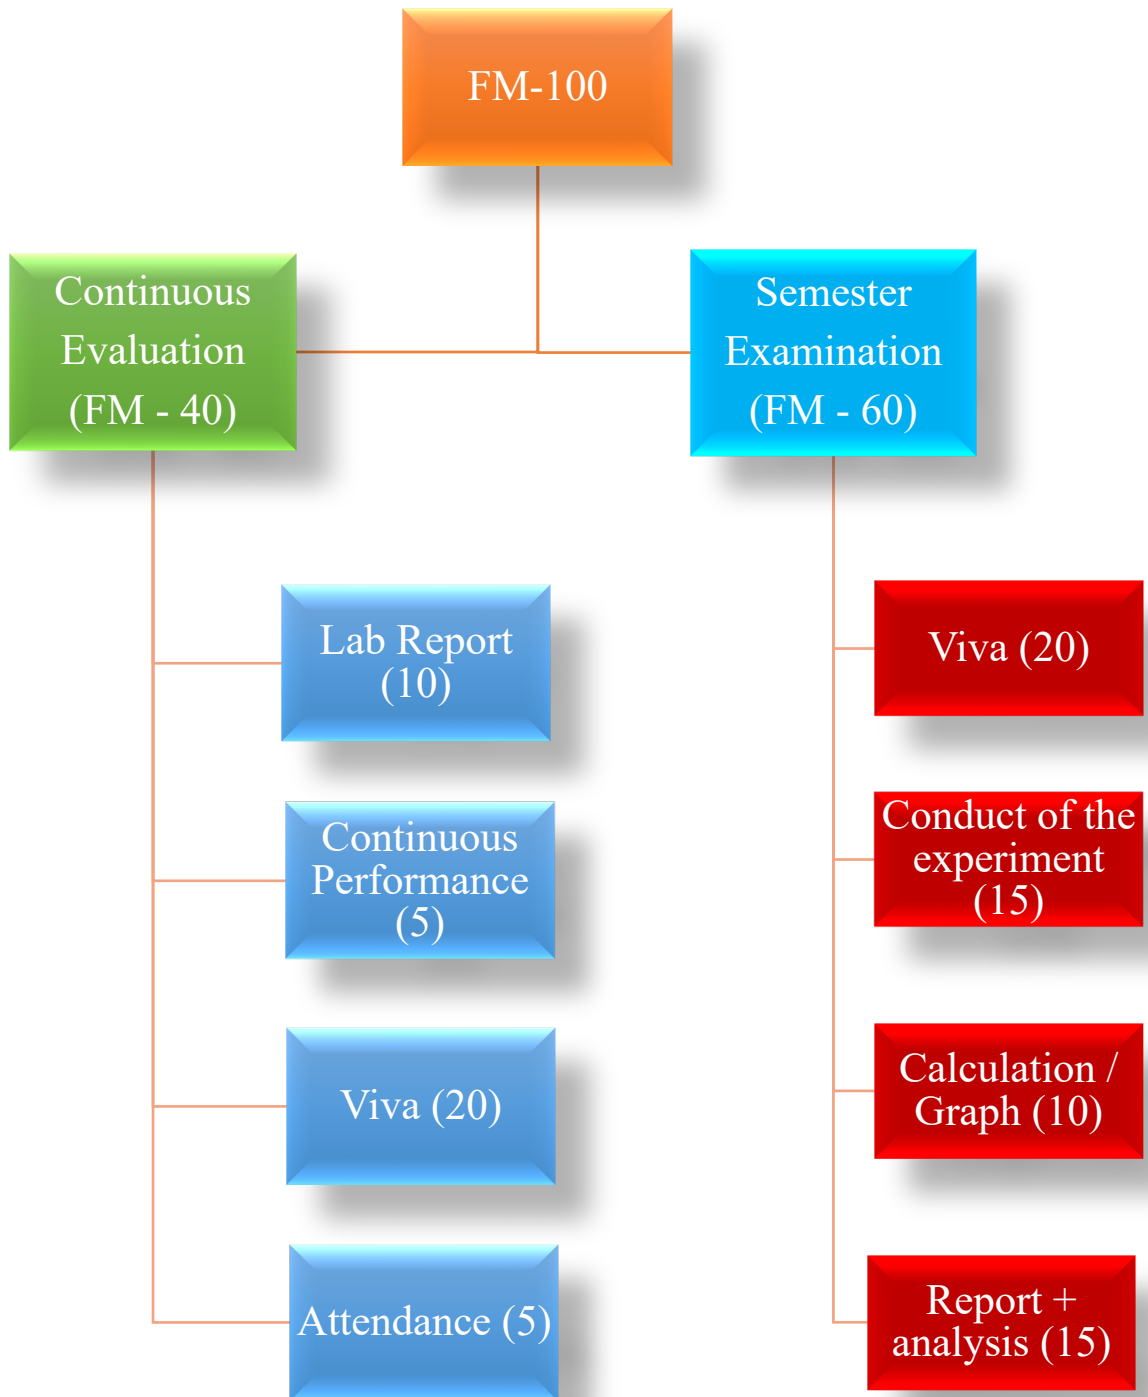 FM-100
Continuous
Evaluation
(FM - 40)
Semester
Examination
(FM - 60)
Lab Report
(10)
Continuous
Performance
(5)
Viva (20)
Attendance (5)
Viva (20)
Conduct of the
experiment
(15)
Calculation /
Graph (10)
Report +
analysis (15)